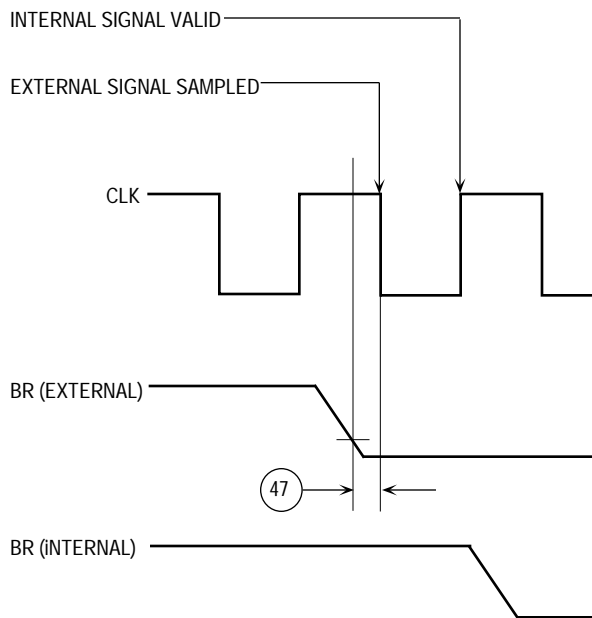 INTERNAL SIGNAL VALID
EXTERNAL SIGNAL SAMPLED
CLK
BR (EXTERNAL)
47
BR (iNTERNAL)